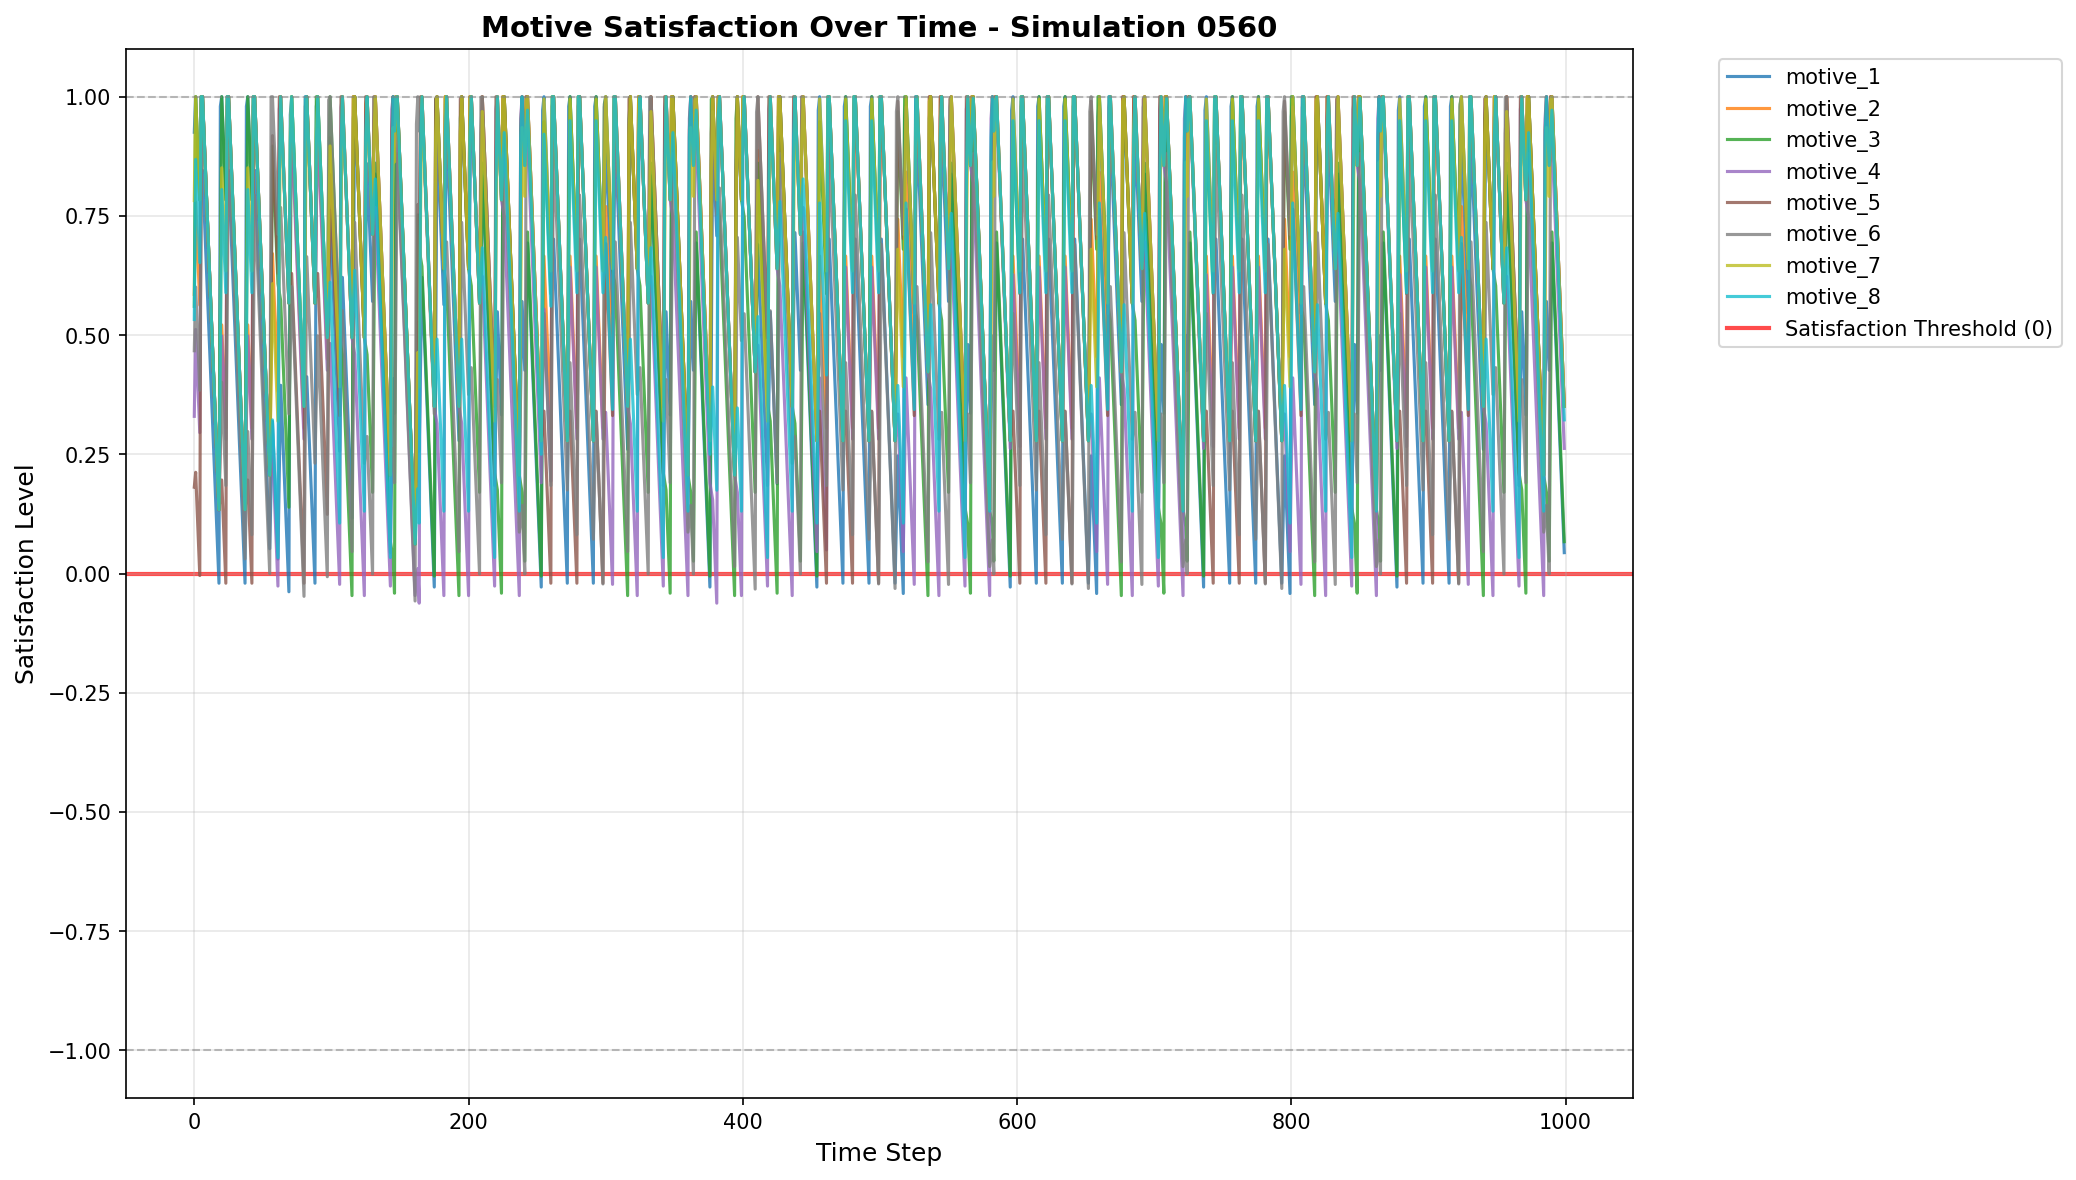 Motive Satisfaction Over Time - Simulation 0560
1.00
0.75
0.50
0.25
0.00
−0.25
−0.50
−0.75
−1.00
Satisfaction Level
0 200 400 600 800 1000
Time Step
motive_1
motive_2
motive_3
motive_4
motive_5
motive_6
motive_7
motive_8
Satisfaction Threshold (0)